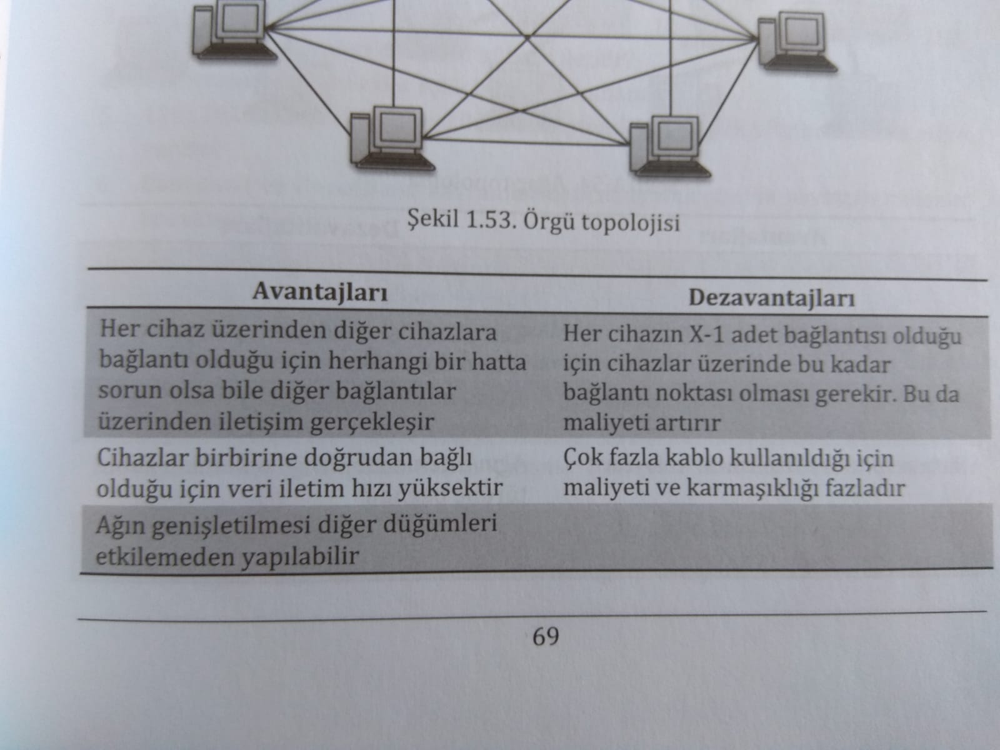 Şekil 1.53. Örgü topolojisi
Avantajları
Dezavantajları
Her cihaz üzerinden diğer cihazlara
bağlantı olduğu için herhangi bir hatta
sorun olsa bile diğer bağlantılar
üzerinden iletişim gerçekleşir
Her cihazın X-1 adet bağlantısı olduğu
için cihazlar üzerinde bu kadar
bağlantı noktası olması gerekir. Bu da
maliyeti artırır
Cihazlar birbirine doğrudan bağlı
olduğu için veri iletim hızı yüksektir
Çok fazla kablo kullanıldığı için
maliyeti ve karmaşıklığı fazladır
Ağın genişletilmesi diğer düğümleri
etkilemeden yapılabilir
69